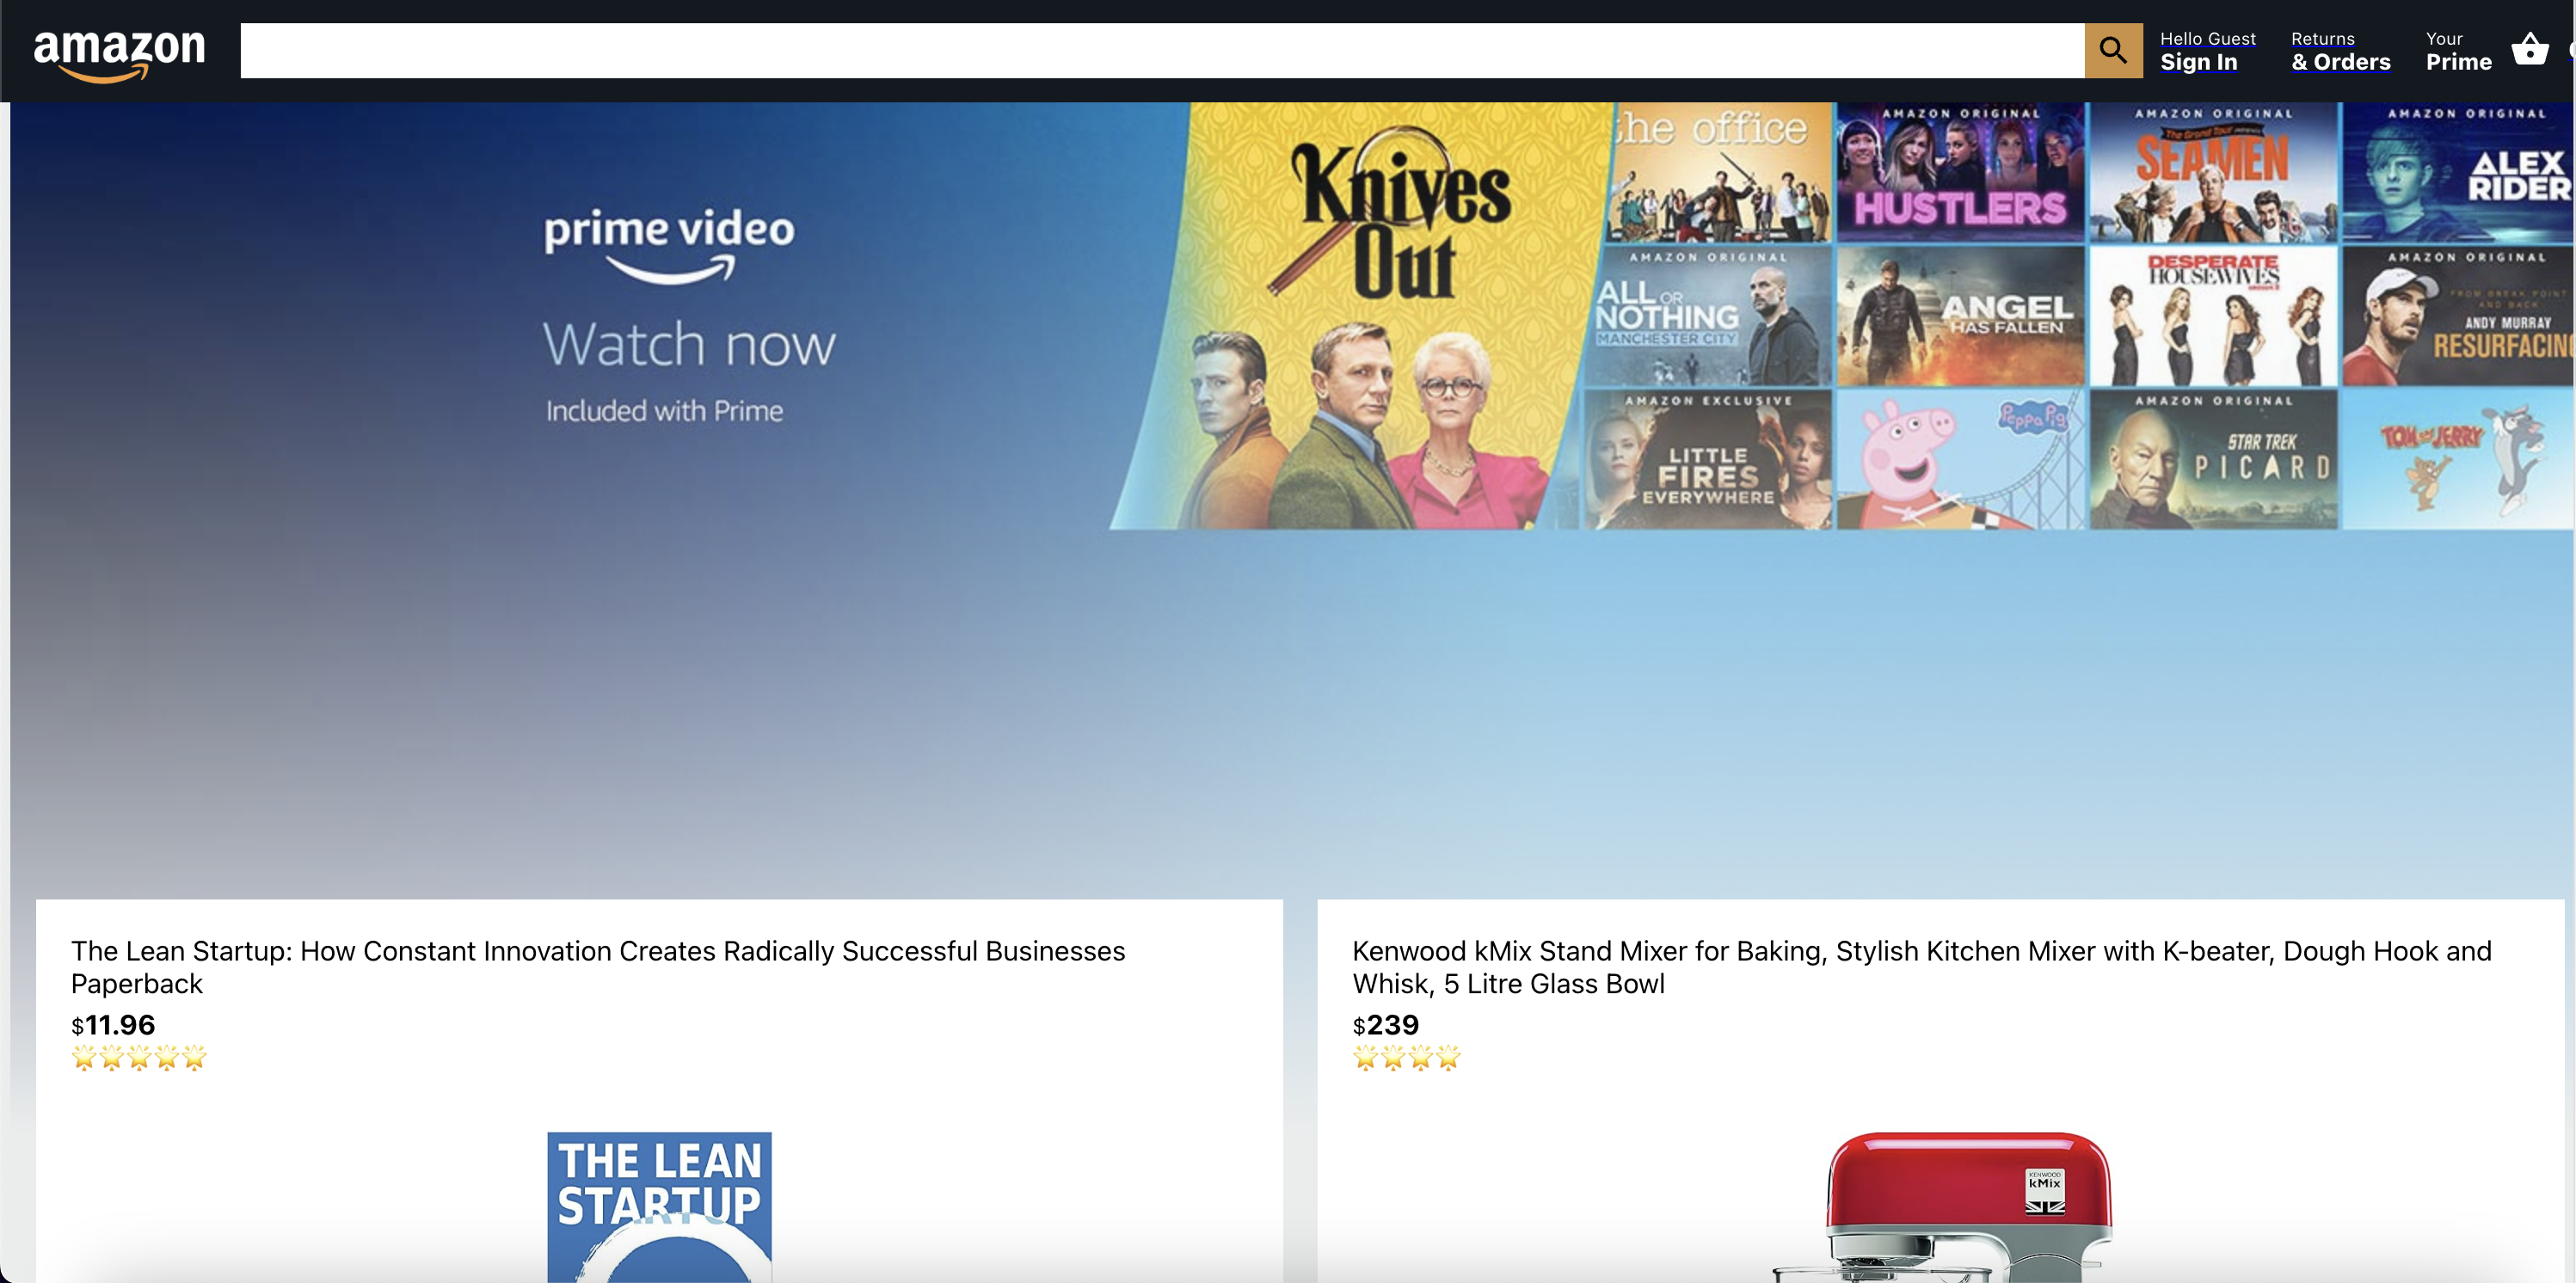 amazon
Hello Guest
Sign In
Returns
& Orders
Your
Prime
prime video
Watch now
Included with Prime
Knives
Out
the office
AMAZON ORIGINAL
HUSTLERS
AMAZON ORIGINAL
The Grand Tour presents
SEAMEN
AMAZON ORIGINAL
ALEX
RIDER
AMAZON ORIGINAL
ALL OR
NOTHING
MANCHESTER CITY
ANGEL
HAS FALLEN
DESPERATE
HOUSEWIVES
AMAZON ORIGINAL
FROM BREAK POINT
AND BACK
ANDY MURRAY
RESURFACING
AMAZON EXCLUSIVE
LITTLE
FIRES
EVERYWHERE
Peppa Pig
AMAZON ORIGINAL
STAR TREK
PICARD
TOM and JERRY
The Lean Startup: How Constant Innovation Creates Radically Successful Businesses
Paperback
$11.96
THE LEAN
STARTUP
Kenwood kMix Stand Mixer for Baking, Stylish Kitchen Mixer with K-beater, Dough Hook and
Whisk, 5 Litre Glass Bowl
$239
KENWOOD
kMix